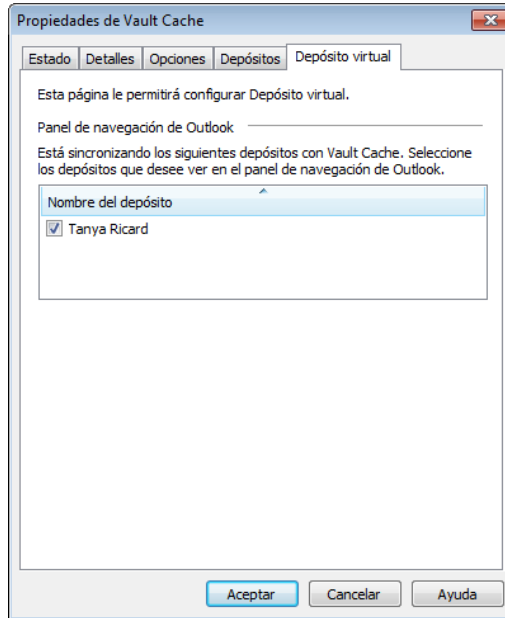 Propiedades de Vault Cache
Estado Detalles Opciones Depósitos Depósito virtual
Esta página le permitirá configurar Depósito virtual.
Panel de navegación de Outlook
Está sincronizando los siguientes depósitos con Vault Cache. Seleccione
los depósitos que desee ver en el panel de navegación de Outlook.
Nombre del depósito
Tanya Ricard
Aceptar Cancelar Ayuda